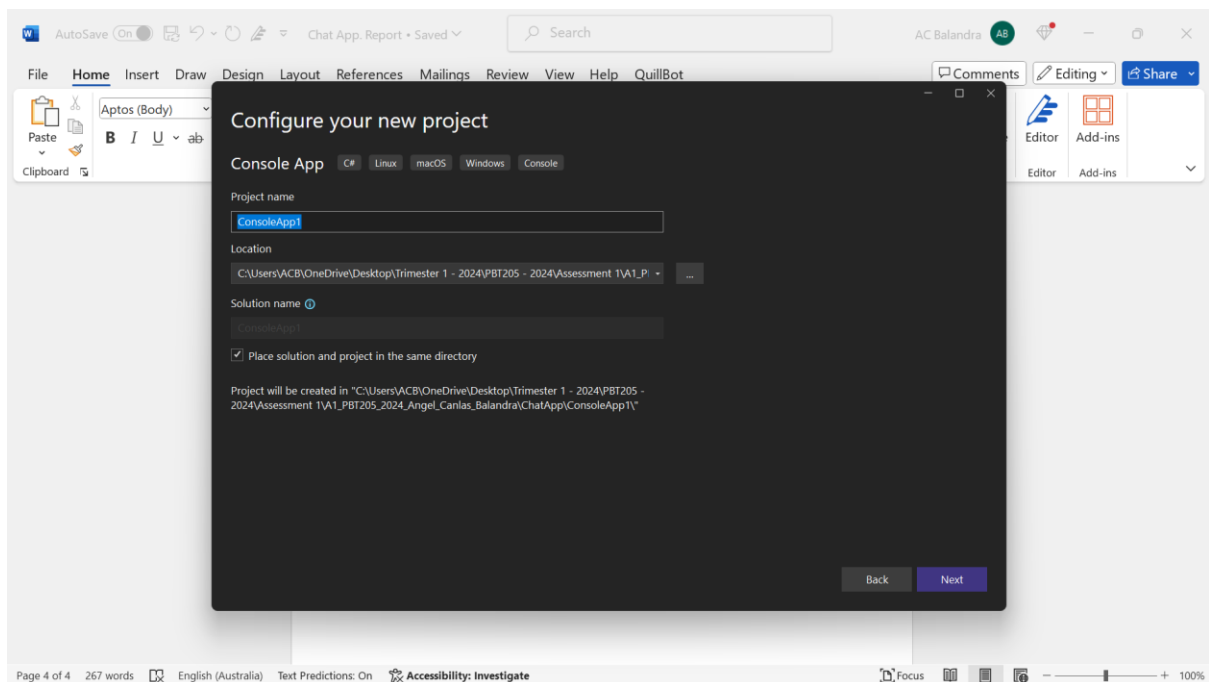 AutoSave On Chat App. Report • Saved Search AC Balandra AB
File Home Insert Draw Design Layout References Mailings Review View Help QuillBot Comments Editing Share
Aptos (Body)
Paste B I U ab Editor Add-ins
Clipboard Editor Add-ins
Configure your new project
Console App C# Linux macOS Windows Console
Project name
ConsoleApp1
Location
C:\Users\ACB\OneDrive\Desktop\Trimester 1 - 2024\PBT205 - 2024\Assessment 1\A1_P ...
Solution name
ConsoleApp1
Place solution and project in the same directory
Project will be created in "C:\Users\ACB\OneDrive\Desktop\Trimester 1 - 2024\PBT205 -
2024\Assessment 1\A1_PBT205_2024_Angel_Canlas_Balandra\ChatApp\ConsoleApp1\"
Back Next
Page 4 of 4 267 words English (Australia) Text Predictions: On Accessibility: Investigate Focus 100%